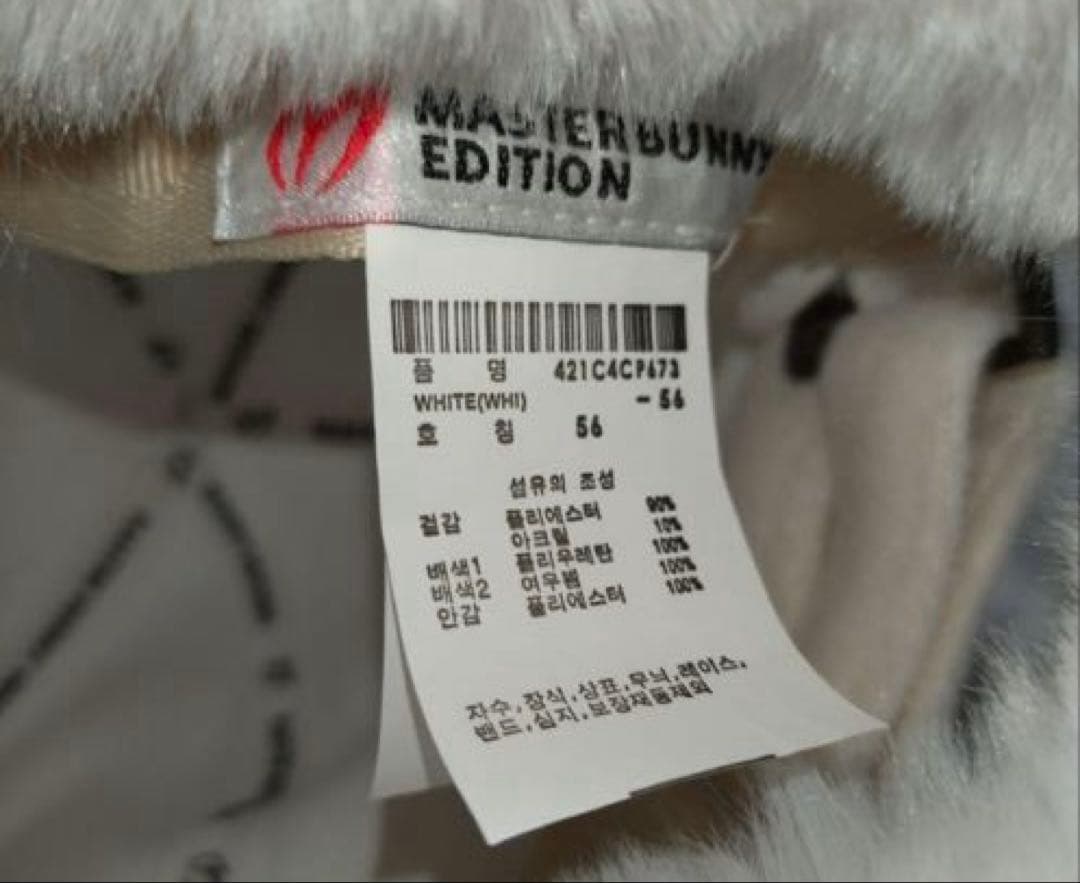 MASTER BUNNY
EDITION
품 명 421C4CP673
WHITE(WHI) - 56
호 칭 56
섬유의 조성
겉감 폴리에스터 90%
아크릴 10%
배색1 폴리우레탄 100%
배색2 여우털 100%
안감 폴리에스터 100%
자수,장식,상표,무늬,레이스,
밴드,심지,보강재등제외